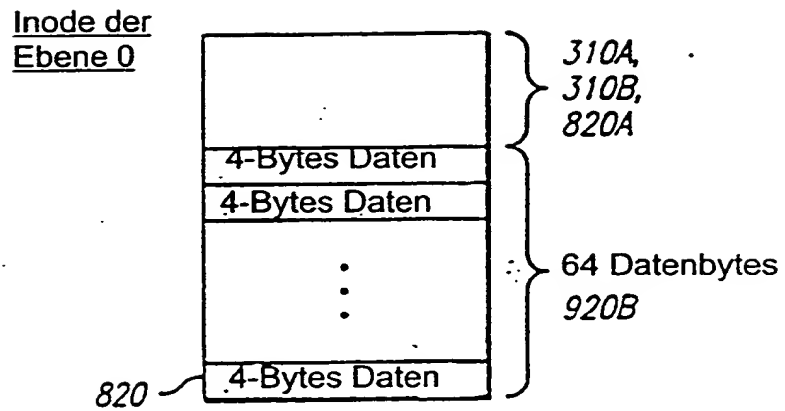 Inode der
Ebene 0
310A,
310B,
820A
4-Bytes Daten
4-Bytes Daten
64 Datenbytes
920B
4-Bytes Daten
820